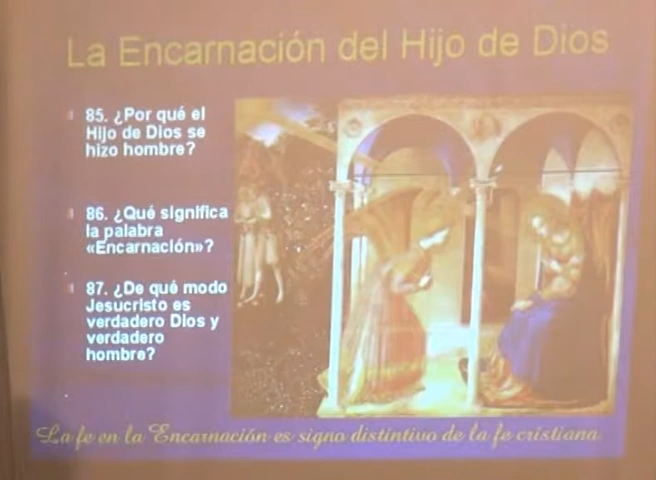 La Encarnación del Hijo de Dios
85. ¿Por qué el
Hijo de Dios se
hizo hombre?
86. ¿Qué significa
la palabra
«Encarnación»?
87. ¿De qué modo
Jesucristo es
verdadero Dios y
verdadero
hombre?
La fe en la Encarnación es signo distintivo de la fe cristiana